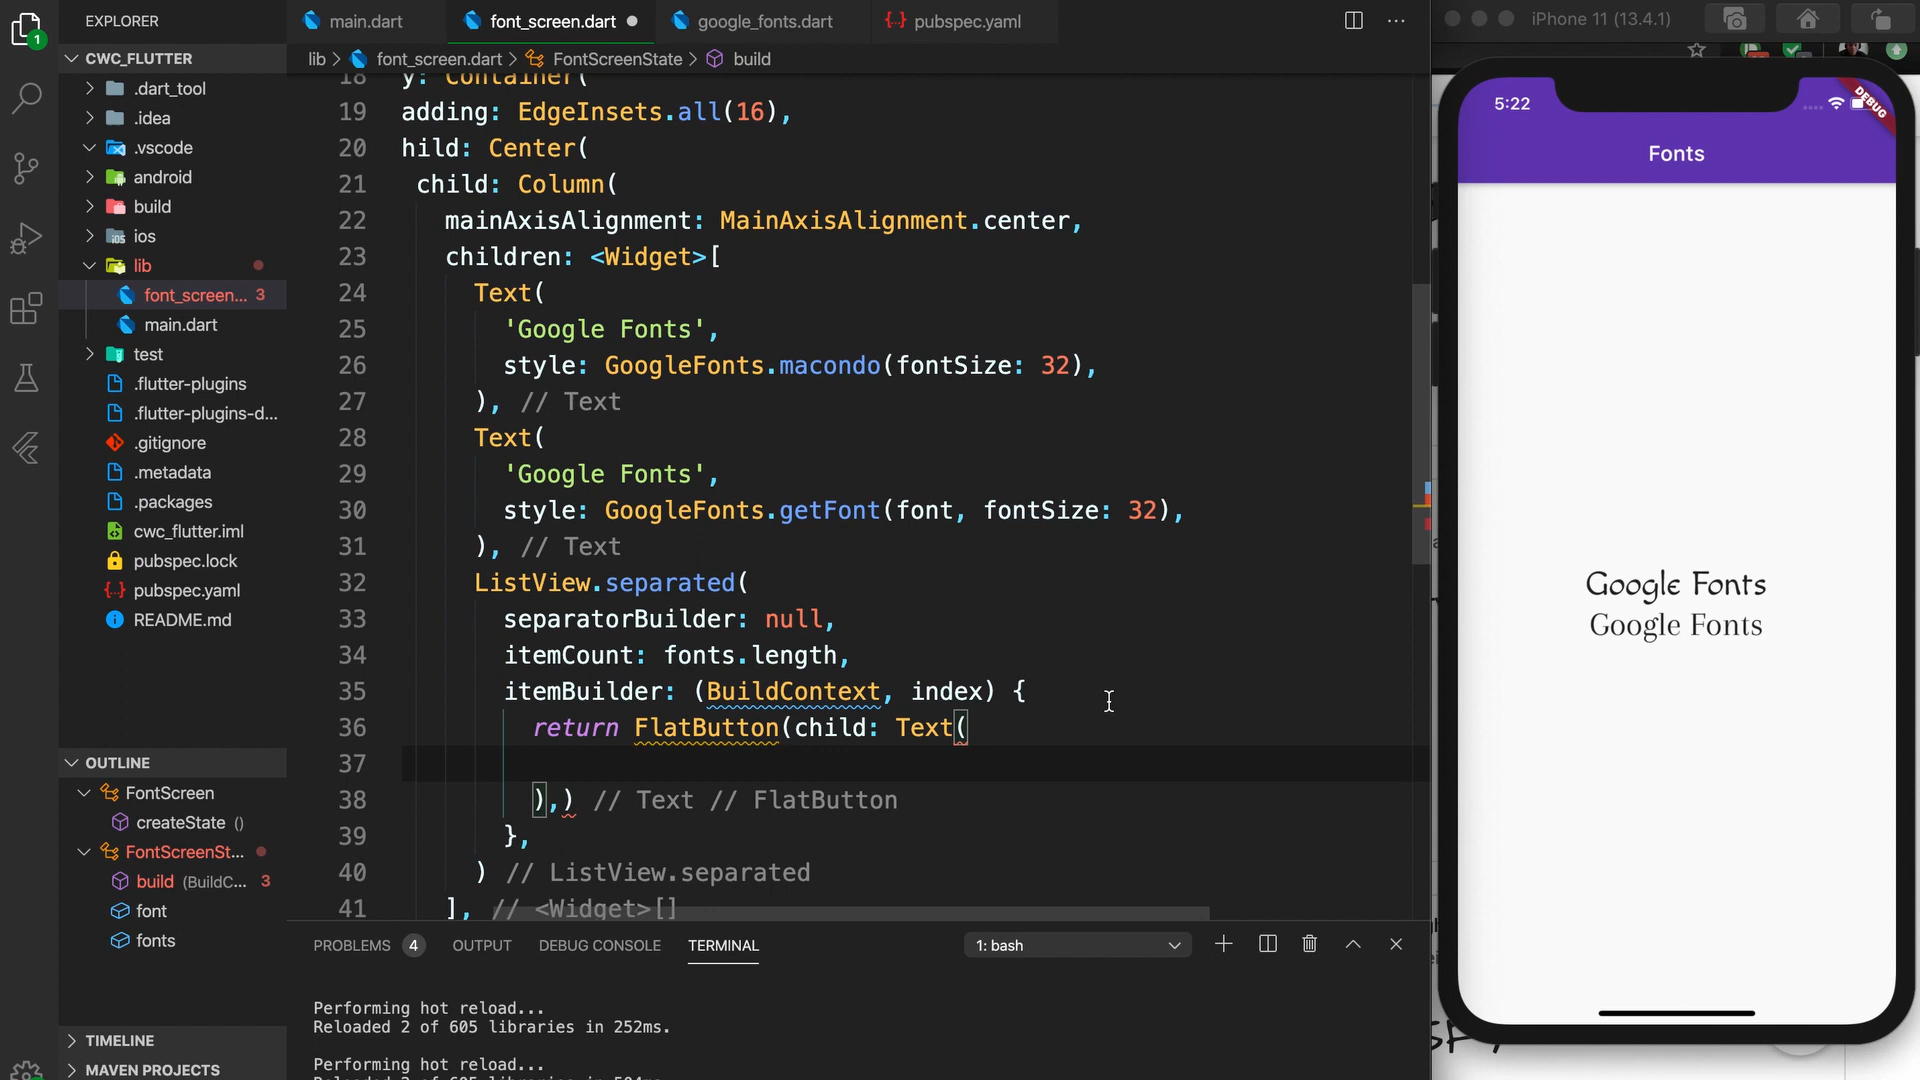 EXPLORER
main.dart
font_screen.dart
google_fonts.dart
pubspec.yaml
iPhone 11 (13.4.1)
CWC_FLUTTER
lib > font_screen.dart > FontScreenState > build
.dart_tool
.idea
.vscode
android
build
ios
lib
font_screen... 3
main.dart
test
.flutter-plugins
.flutter-plugins-d...
.gitignore
.metadata
.packages
cwc_flutter.iml
pubspec.lock
pubspec.yaml
README.md
OUTLINE
FontScreen
createState ()
FontScreenSt...
build (BuildC... 3
font
fonts
TIMELINE
MAVEN PROJECTS
1
18 y: Container(
19 adding: EdgeInsets.all(16),
20 hild: Center(
21 child: Column(
22 mainAxisAlignment: MainAxisAlignment.center,
23 children: <Widget>[
24 Text(
25 'Google Fonts',
26 style: GoogleFonts.macondo(fontSize: 32),
27 ), // Text
28 Text(
29 'Google Fonts',
30 style: GoogleFonts.getFont(font, fontSize: 32),
31 ), // Text
32 ListView.separated(
33 separatorBuilder: null,
34 itemCount: fonts.length,
35 itemBuilder: (BuildContext, index) {
36 return FlatButton(child: Text(
37
38 ),) // Text // FlatButton
39 },
40 ) // ListView.separated
41 ], // <Widget>[]
PROBLEMS 4 OUTPUT DEBUG CONSOLE TERMINAL 1: bash
Performing hot reload...
Reloaded 2 of 605 libraries in 252ms.
Performing hot reload...
5:22
DEBUG
Fonts
Google Fonts
Google Fonts